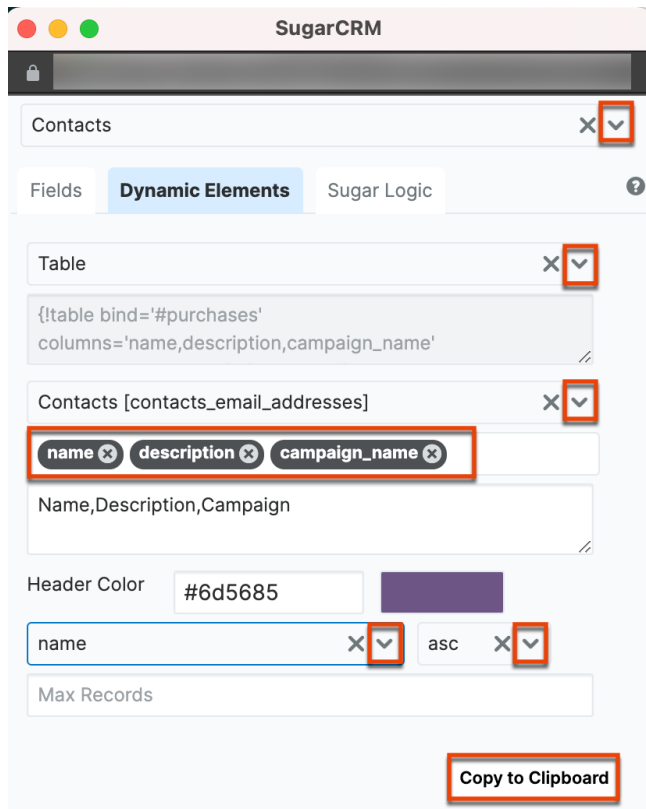 SugarCRM
Contacts
Fields Dynamic Elements Sugar Logic
Table
{!table bind='#purchases'
columns='name,description,campaign_name'
Contacts [contacts_email_addresses]
name description campaign_name
Name,Description,Campaign
Header Color #6d5685
name asc
Max Records
Copy to Clipboard